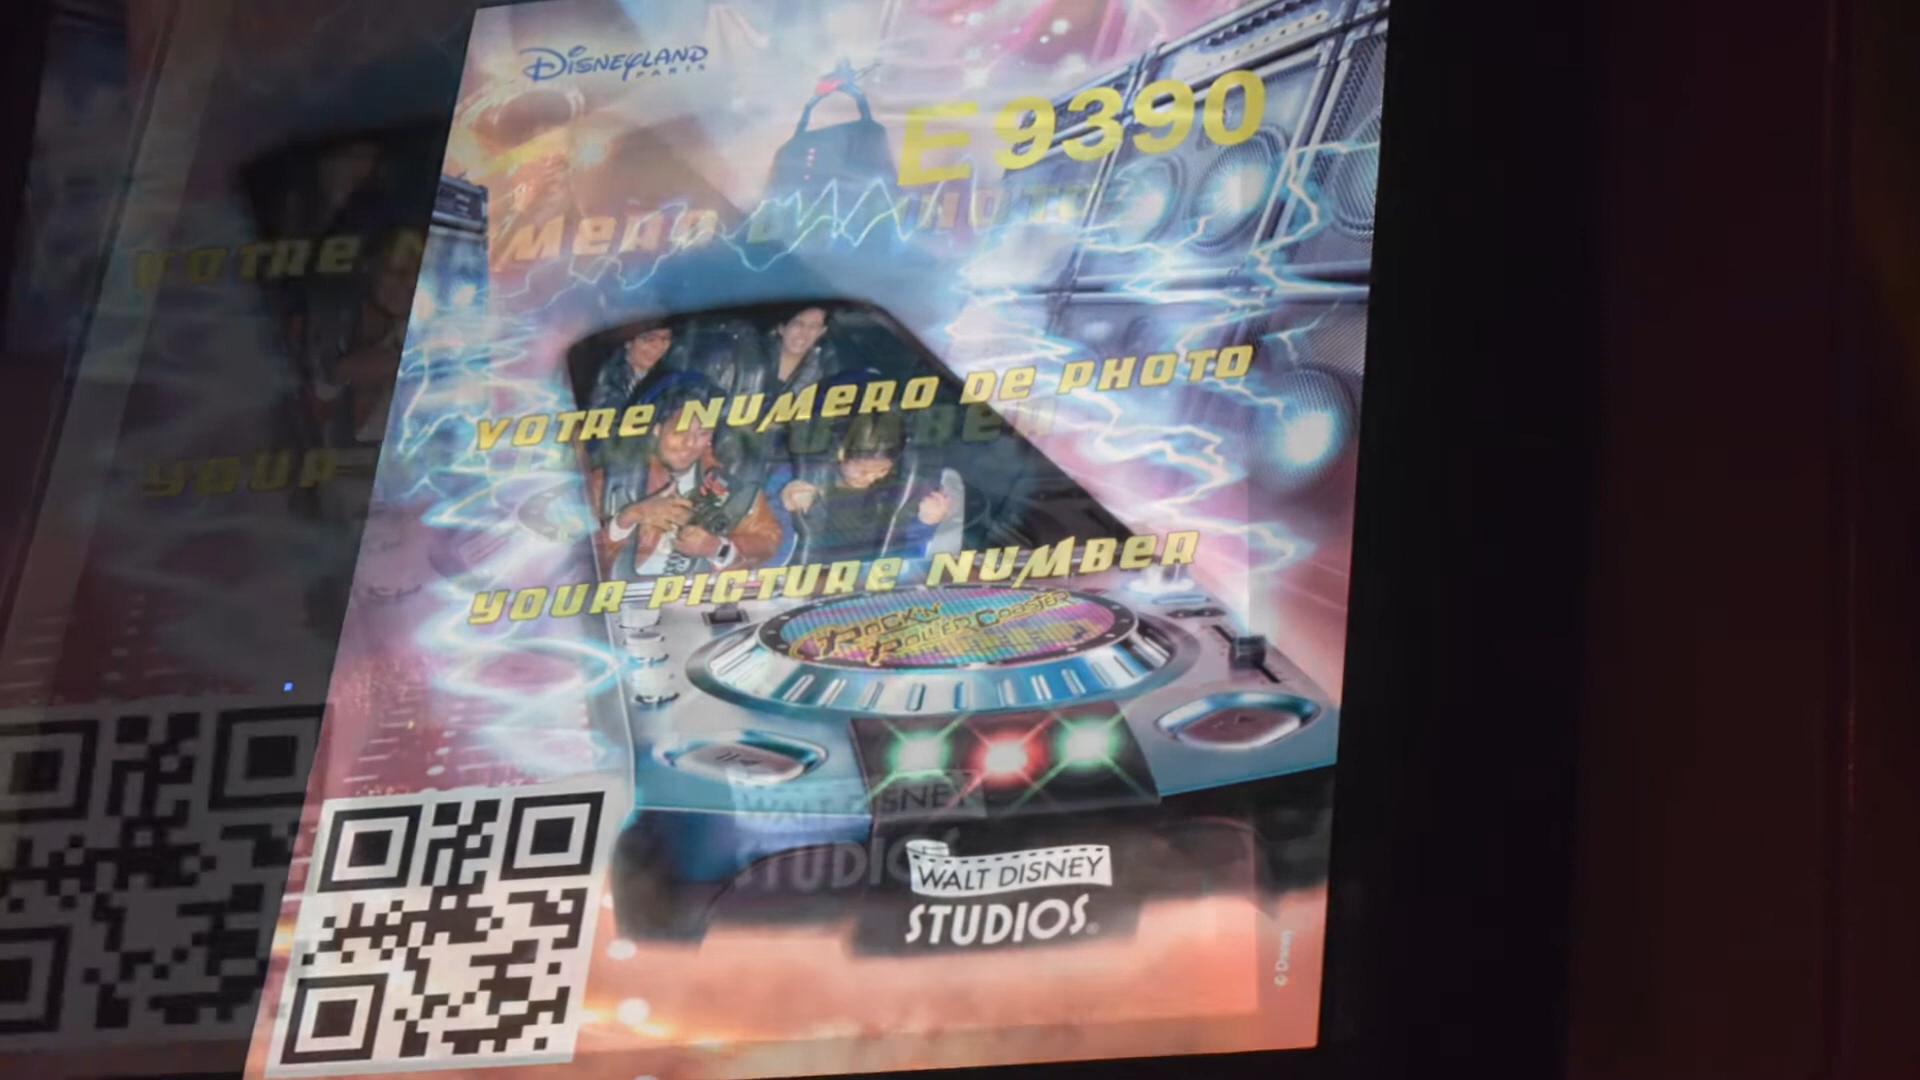 DISNEYLAND
PARIS
E9390
VOTRE NUMERO DE PHOTO
YOUR PICTURE NUMBER
ROCK'N'
ROLLER COASTER
WALT DISNEY
STUDIOS®
© Disney